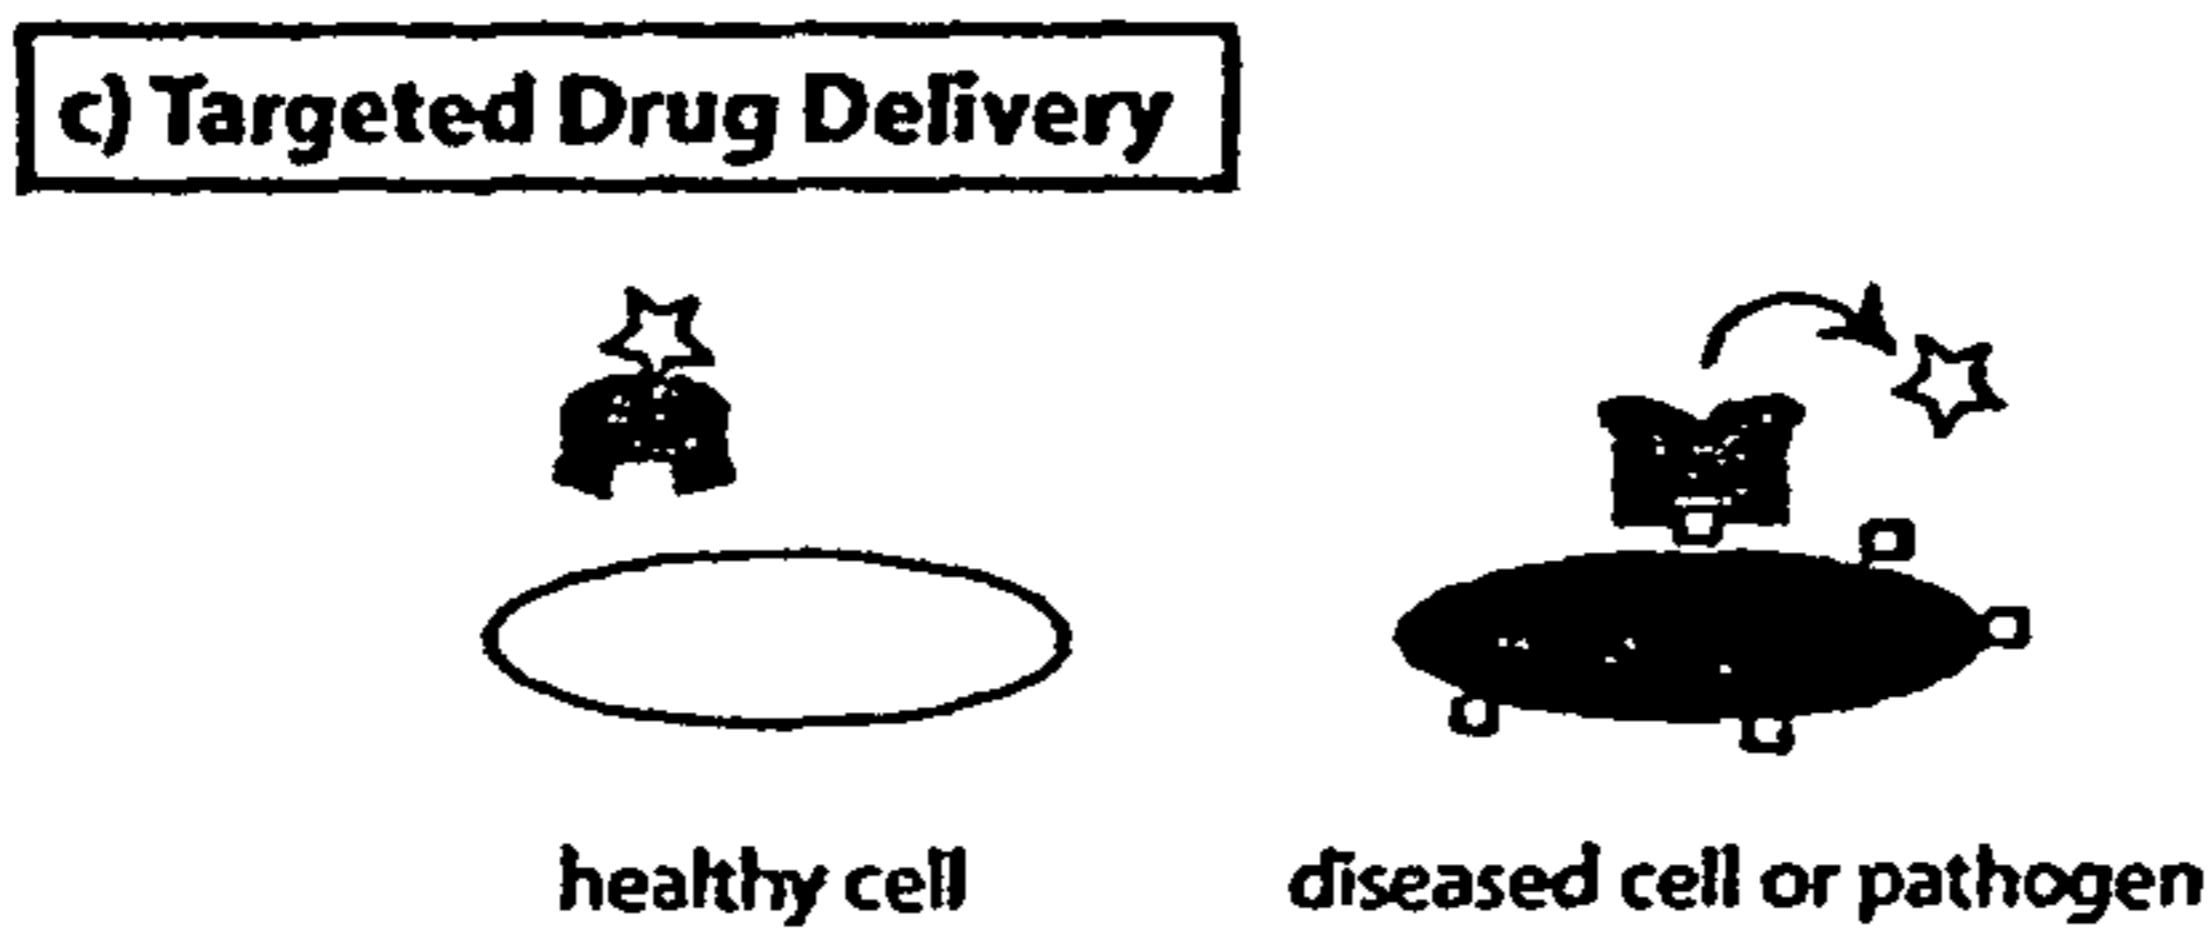 c) Targeted Drug Delivery
healthy cell
diseased cell or pathogen